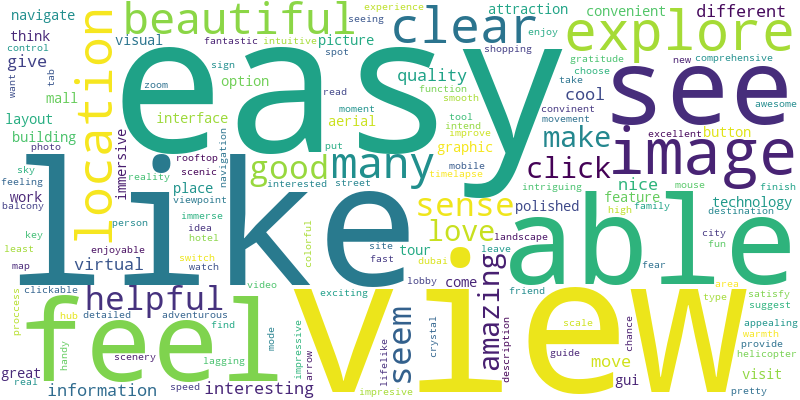 navigate
beautiful
attraction
experience
convenient
different
seeing
think
visual
fantastic
intuitive
picture
clear
enjoy
explore
control
location
easy
spot
shopping
gratitude
new
comprehensive
give
sign
zoom
read
quality
choose
see
want
tab
option
function
take
mall
moment
smooth
cool
awesome
layout
interface
aerial
tool
convinent
movement
building
put
intend
make
excellent
button
photo
immersive
graphic
improve
image
rooftop
navigation
good
many
mobile
click
sky
scenic
reality
timelapse
feeling
place
interested
street
intriguing
nice
mouse
finish
work
viewpoint
feature
technology
balcony
like
immerse
sense
polished
high
family
destination
key
person
idea
colorful
love
landscape
able
city
least
enjoyable
hotel
site
tour
leave
fun
map
virtual
switch
watch
fast
dubai
fear
clickable
video
lobby
come
amazing
area
proccess
helpful
exciting
view
friend
type
satisfy
hub
detailed
adventurous
mode
impressive
seem
crystal
description
suggest
feel
find
scale
chance
appealing
handy
scenery
lagging
arrow
lifelike
guide
warmth
provide
great
move
helicopter
real
information
speed
interesting
impresive
gui
visit
pretty